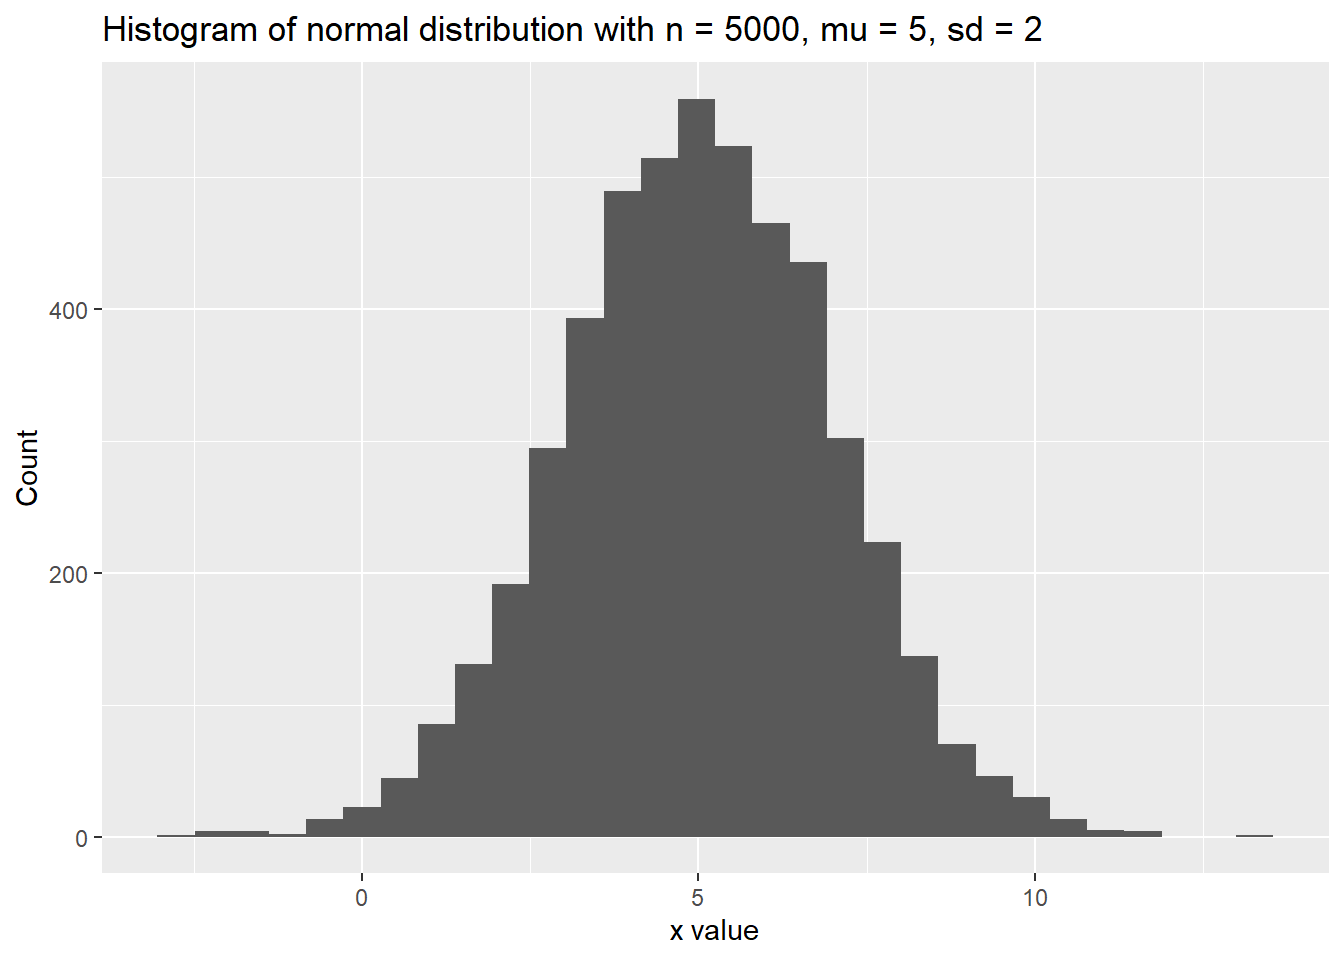 Histogram of normal distribution with n = 5000, mu = 5, sd = 2
Count
400
200
0
0 5 10
x value